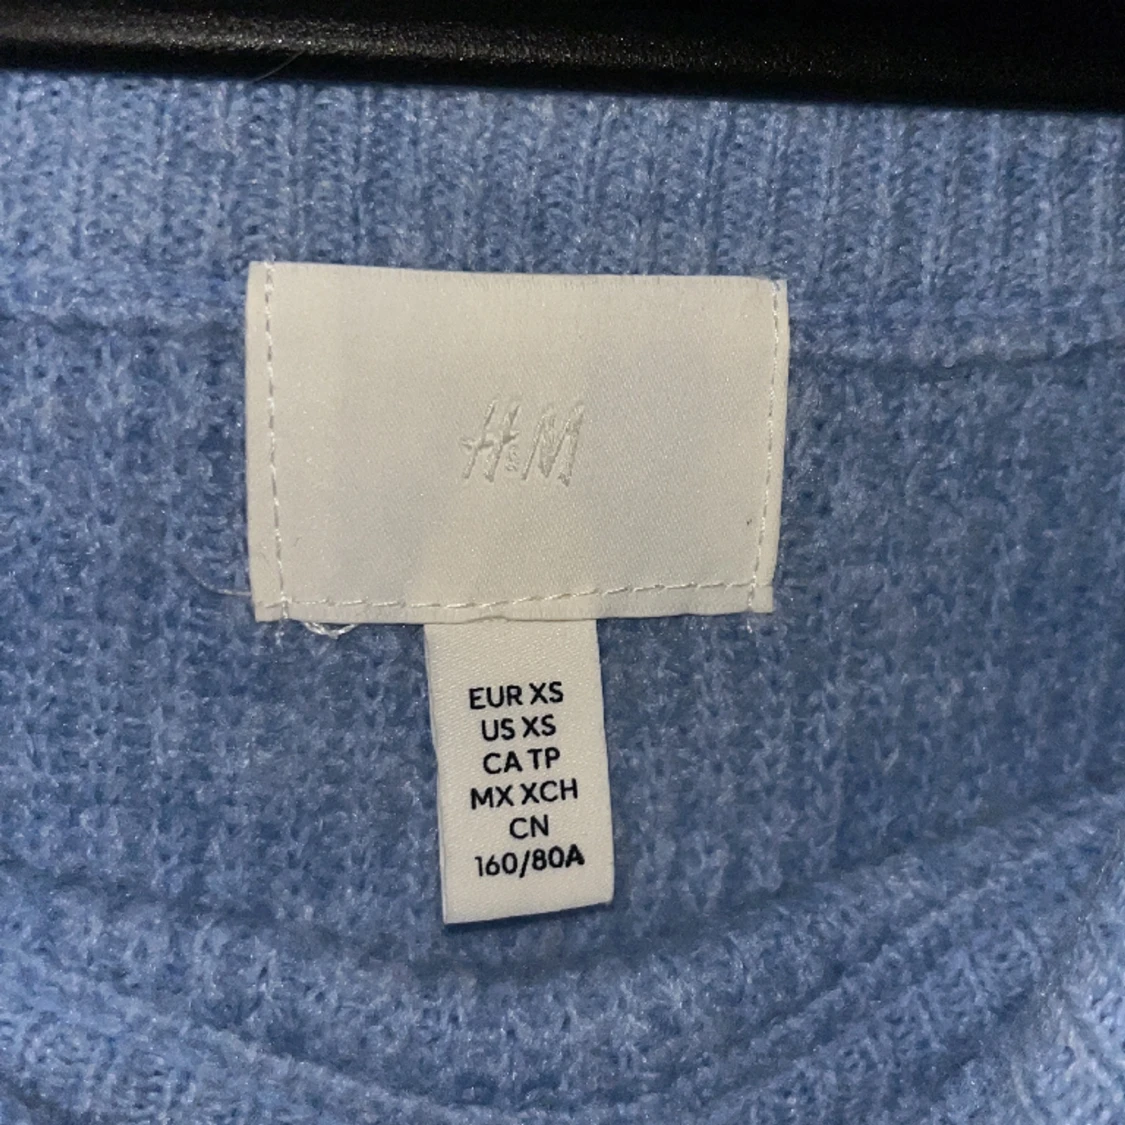 H&M
EUR XS
US XS
CA TP
MX XCH
CN
160/80A